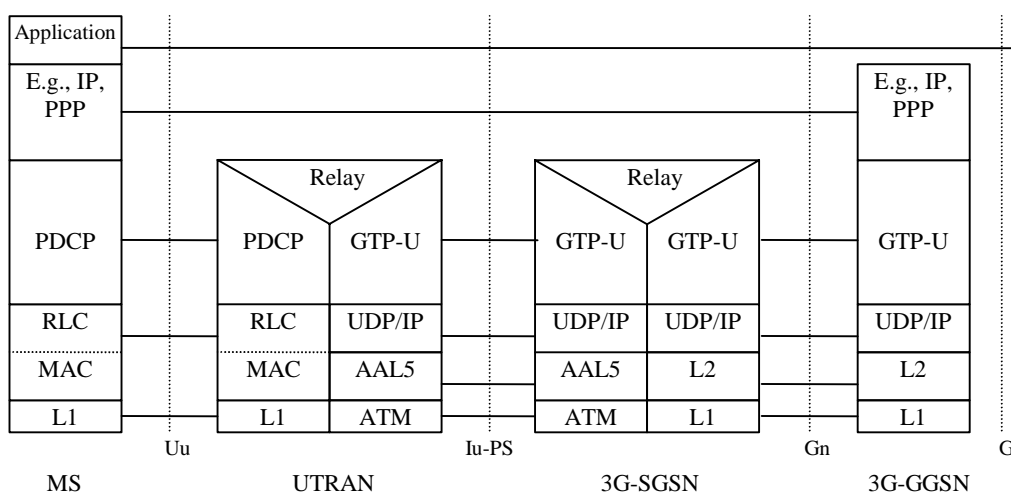 Application
E.g., IP,
PPP
E.g., IP,
PPP
Relay
Relay
PDCP
PDCP
GTP-U
GTP-U
GTP-U
GTP-U
RLC
RLC
UDP/IP
UDP/IP
UDP/IP
UDP/IP
MAC
MAC
AAL5
AAL5
L2
L2
L1
L1
ATM
ATM
L1
L1
Uu
Iu-PS
Gn
G
MS
UTRAN
3G-SGSN
3G-GGSN